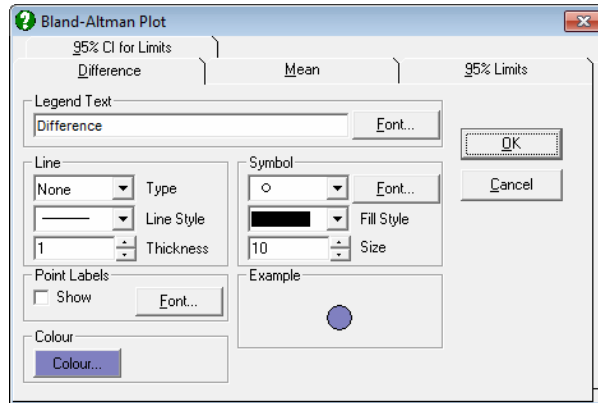 Bland-Altman Plot
95% CI for Limits
Difference Mean 95% Limits
Legend Text
Difference Font...
OK
Cancel
Line
None Type
Line Style
1 Thickness
Symbol
Font...
Fill Style
10 Size
Point Labels
Show Font...
Example
Colour
Colour...